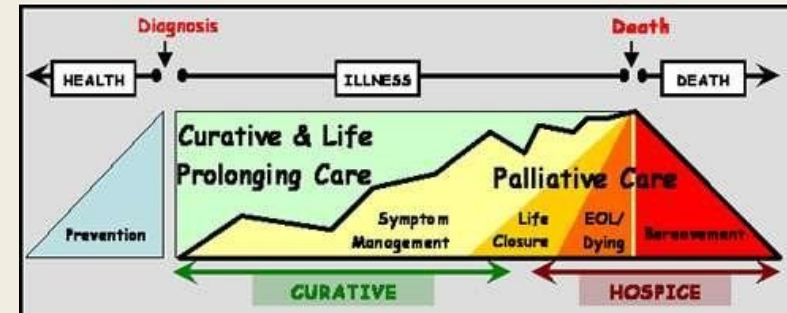 Diagnosis
Death
HEALTH
ILLNESS
DEATH
Curative & Life
Prolonging Care
Palliative Care
Prevention
Symptom
Management
Life
Closure
EOL/
Dying
Bereavement
CURATIVE
HOSPICE